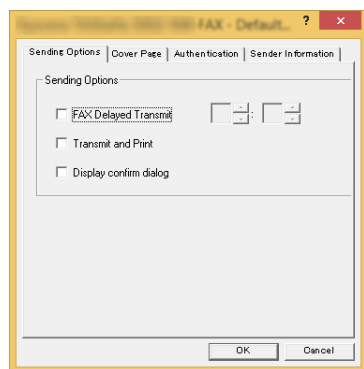 -FAX - Default... ?
Sending Options Cover Page Authentication Sender Information
Sending Options
FAX Delayed Transmit :
Transmit and Print
Display confirm dialog
OK Cancel